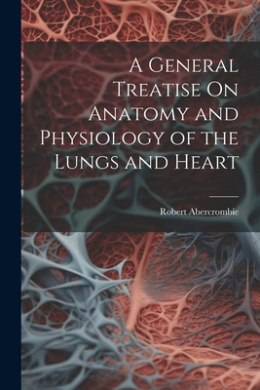 A General
Treatise On
Anatomy and
Physiology of the
Lungs and Heart
Robert Abercrombie